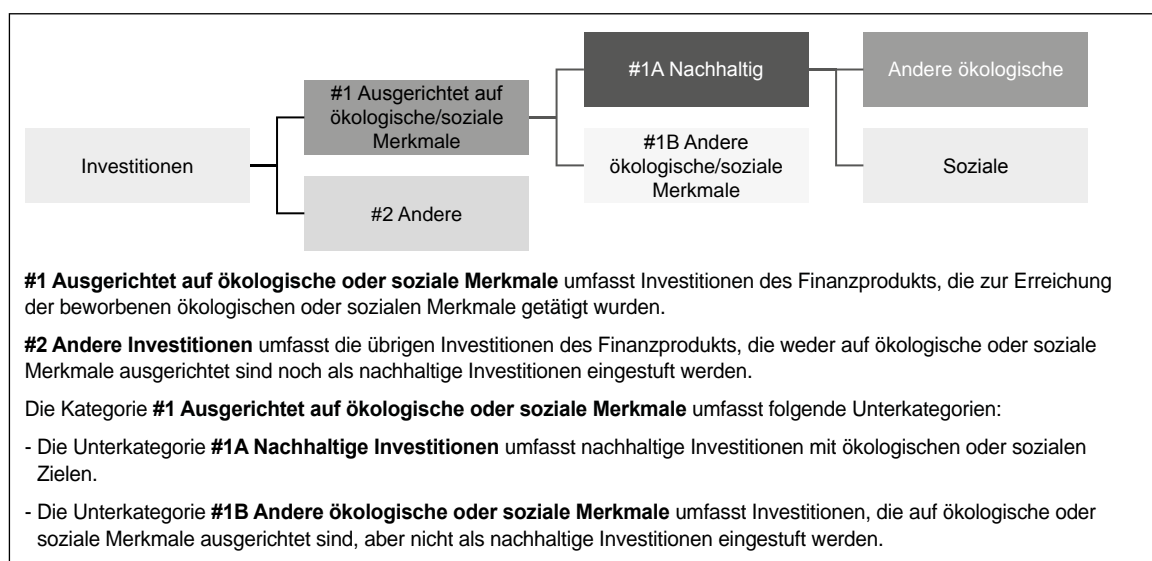 #1A Nachhaltig
Andere ökologische
#1 Ausgerichtet auf
ökologische/soziale
Merkmale
Investitionen
#1B Andere
ökologische/soziale
Merkmale
Soziale
#2 Andere
#1 Ausgerichtet auf ökologische oder soziale Merkmale umfasst Investitionen des Finanzprodukts, die zur Erreichung
der beworbenen ökologischen oder sozialen Merkmale getätigt wurden.
#2 Andere Investitionen umfasst die übrigen Investitionen des Finanzprodukts, die weder auf ökologische oder soziale
Merkmale ausgerichtet sind noch als nachhaltige Investitionen eingestuft werden.
Die Kategorie #1 Ausgerichtet auf ökologische oder soziale Merkmale umfasst folgende Unterkategorien:
- Die Unterkategorie #1A Nachhaltige Investitionen umfasst nachhaltige Investitionen mit ökologischen oder sozialen
Zielen.
- Die Unterkategorie #1B Andere ökologische oder soziale Merkmale umfasst Investitionen, die auf ökologische oder
soziale Merkmale ausgerichtet sind, aber nicht als nachhaltige Investitionen eingestuft werden.